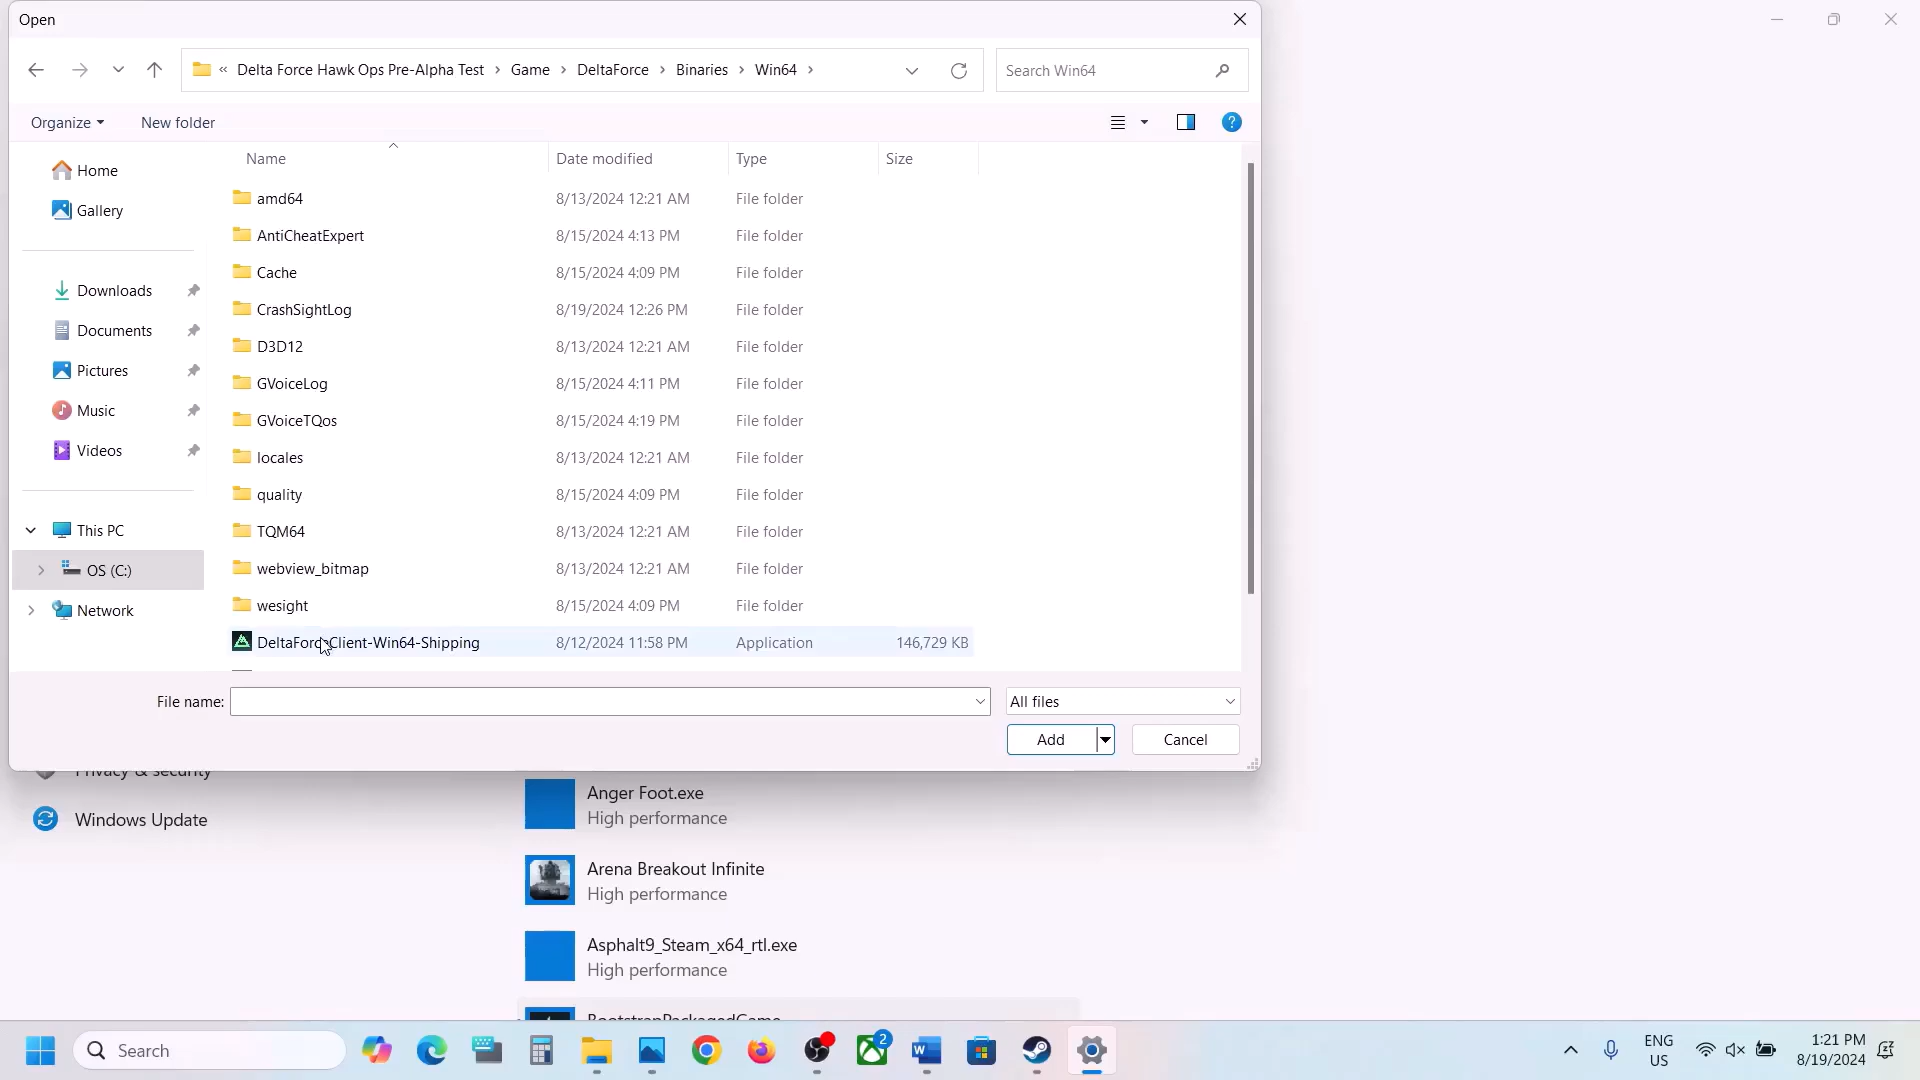 Open
« Delta Force Hawk Ops Pre-Alpha Test › Game › DeltaForce › Binaries › Win64 ›
Search Win64
Organize
New folder
?
Home
Gallery
Downloads
Documents
Pictures
Music
Videos
This PC
OS (C:)
Network
Name Date modified Type Size
amd64 8/13/2024 12:21 AM File folder
AntiCheatExpert 8/15/2024 4:13 PM File folder
Cache 8/15/2024 4:09 PM File folder
CrashSightLog 8/19/2024 12:26 PM File folder
D3D12 8/13/2024 12:21 AM File folder
GVoiceLog 8/15/2024 4:11 PM File folder
GVoiceTQos 8/15/2024 4:19 PM File folder
locales 8/13/2024 12:21 AM File folder
quality 8/15/2024 4:09 PM File folder
TQM64 8/13/2024 12:21 AM File folder
webview_bitmap 8/13/2024 12:21 AM File folder
wesight 8/15/2024 4:09 PM File folder
DeltaForceClient-Win64-Shipping 8/12/2024 11:58 PM Application 146,729 KB
File name:
All files
Add
Cancel
Privacy & security
Windows Update
Anger Foot.exe
High performance
Arena Breakout Infinite
High performance
Asphalt9_Steam_x64_rtl.exe
High performance
BootstrapPackagedGame
Search
2
ENG
US
1:21 PM
8/19/2024